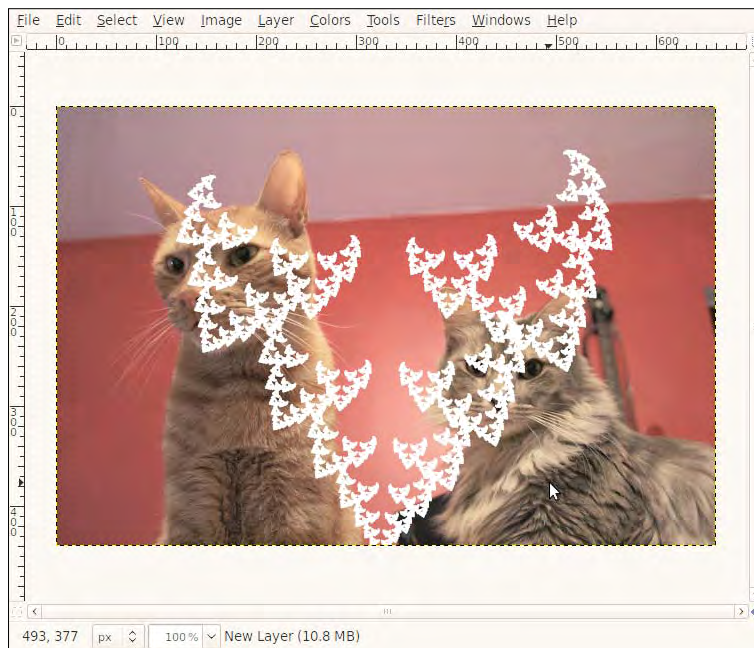 File Edit Select View Image Layer Colors Tools Filters Windows Help
0 100 200 300 400 500 600
0
100
200
300
400
493, 377 px 100 % New Layer (10.8 MB)